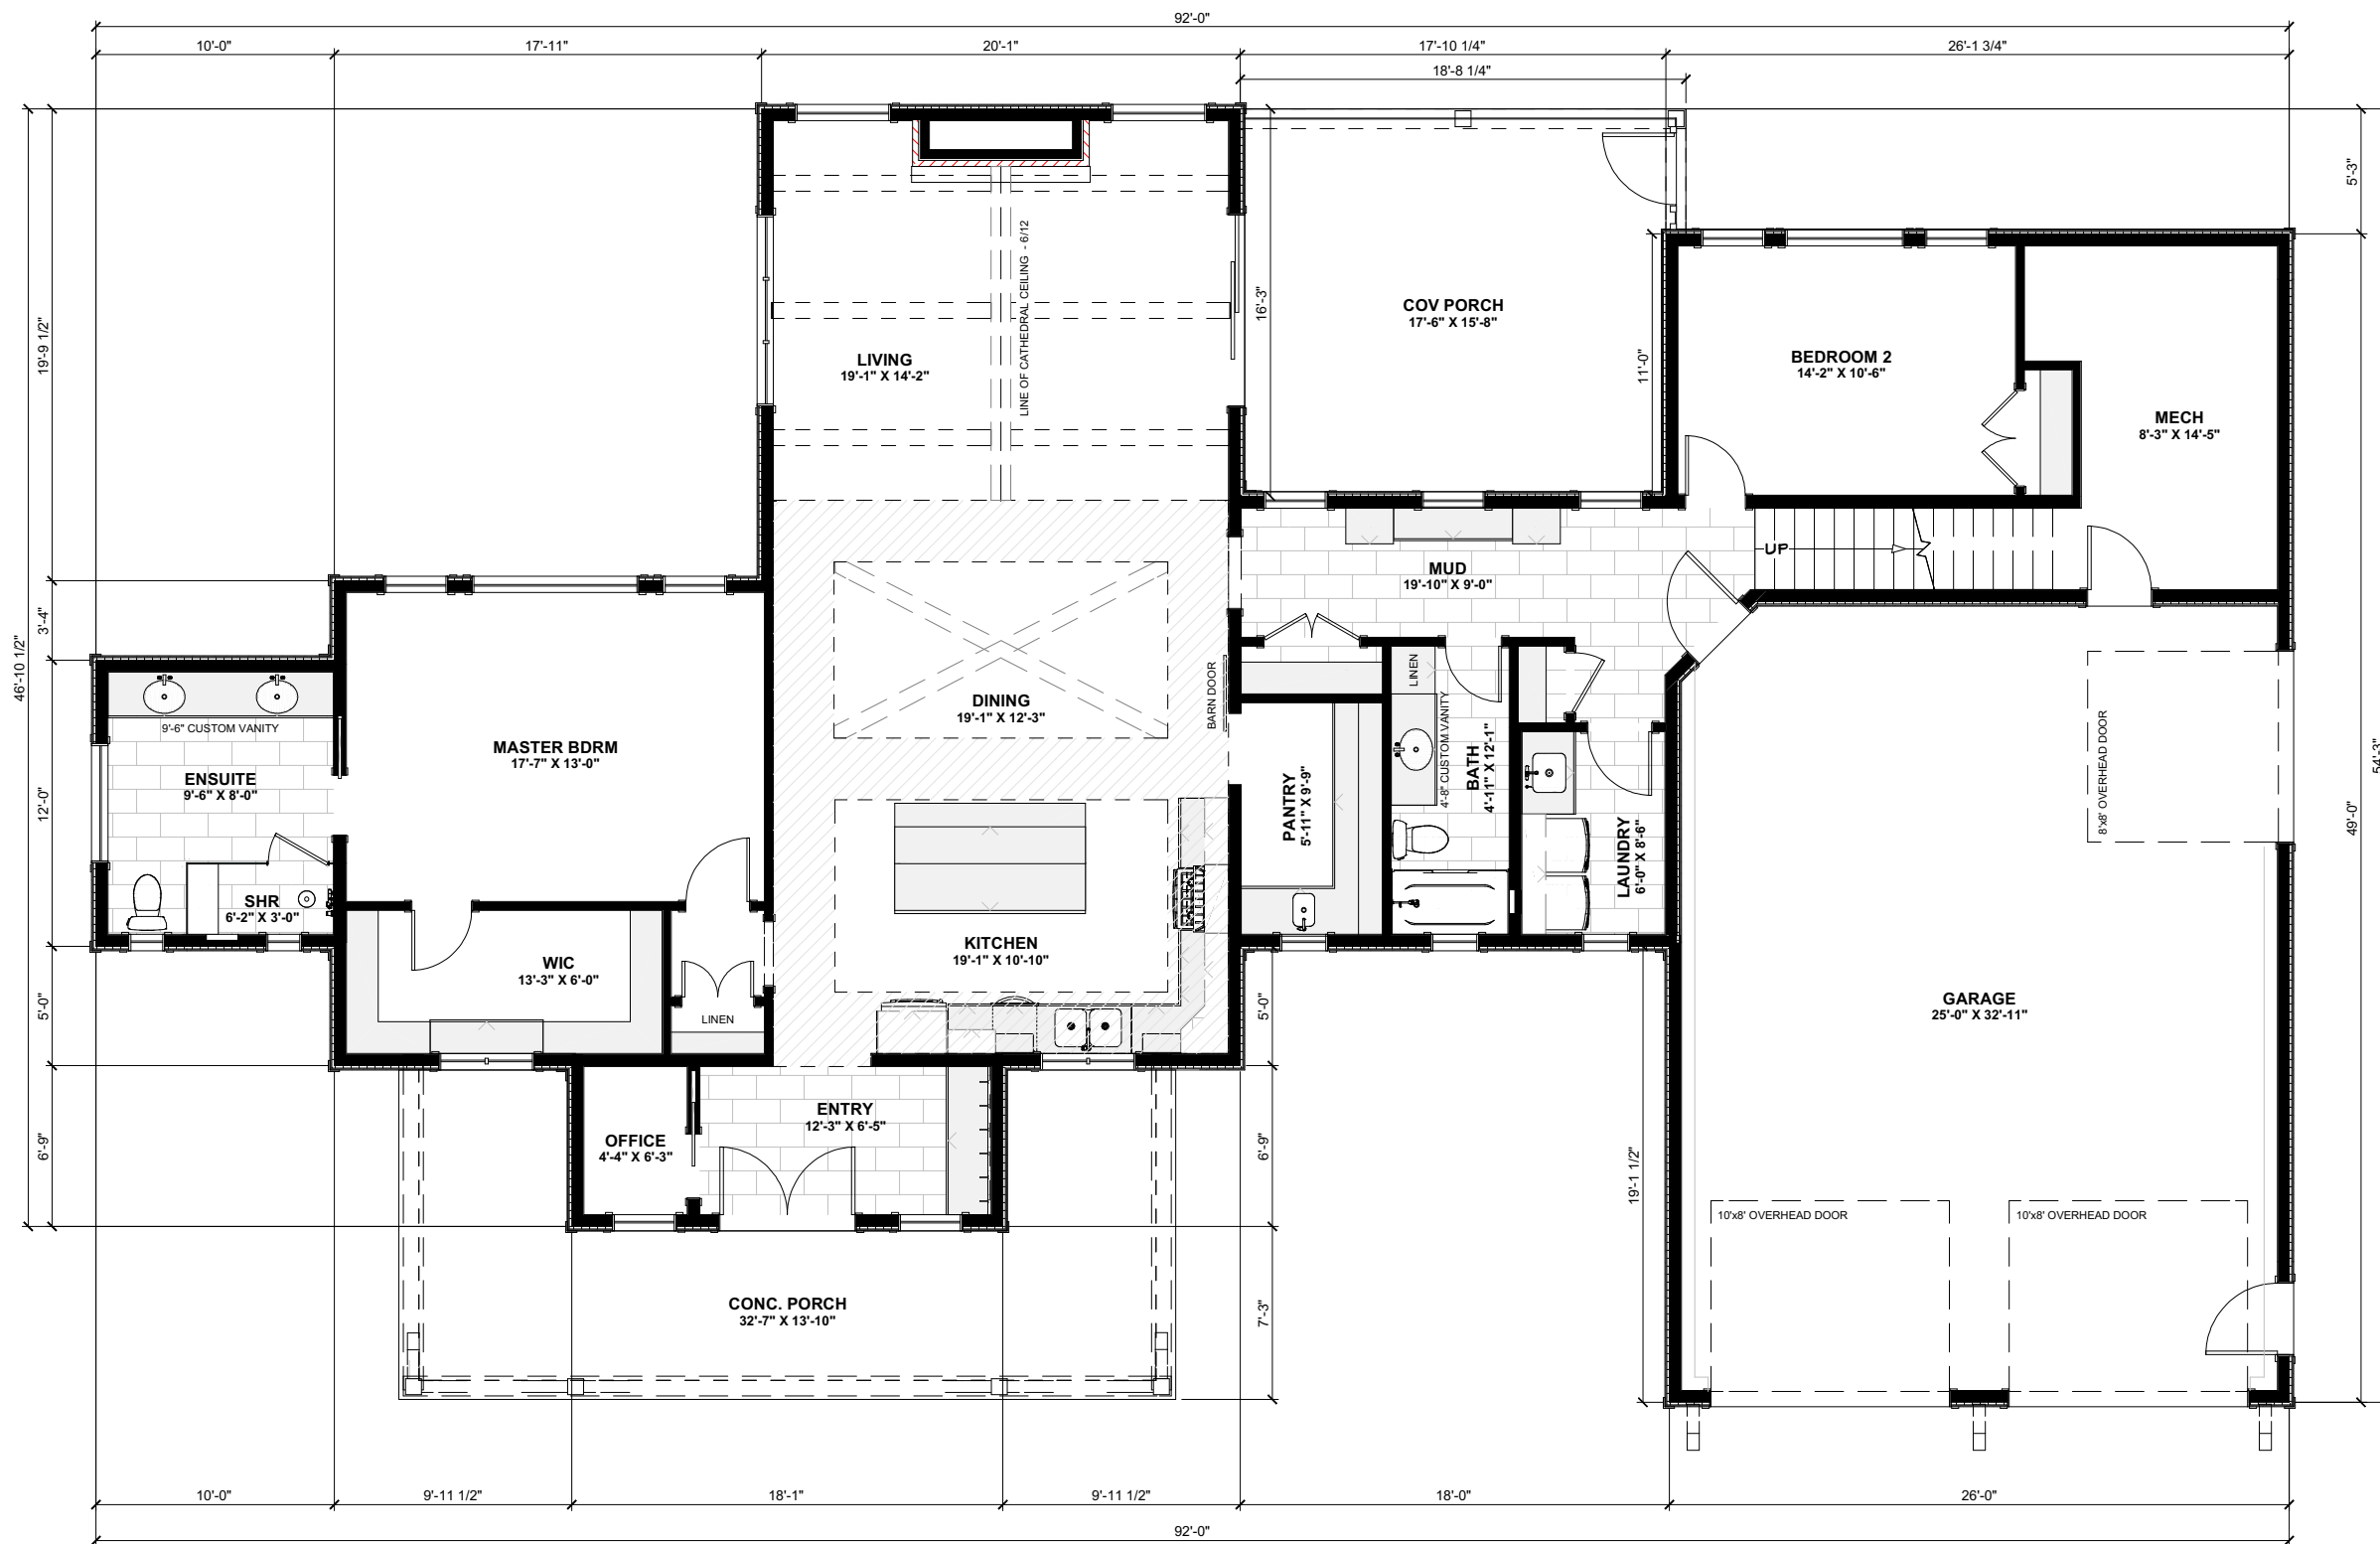 92'-0"
10'-0"
17'-11"
20'-1"
17'-10 1/4"
26'-1 3/4"
18'-8 1/4"
46'-10 1/2"
19'-9 1/2"
3'-4"
12'-0"
5'-0"
6'-9"
LINE OF CATHEDRAL CEILING - 6/12
LIVING
19'-1" X 14'-2"
16'-3"
COV PORCH
17'-6" X 15'-8"
11'-0"
BEDROOM 2
14'-2" X 10'-6"
MECH
8'-3" X 14'-5"
5'-3"
54'-3"
49'-0"
UP
MUD
19'-10" X 9'-0"
DINING
19'-1" X 12'-3"
BARN DOOR
LINEN
4'-8" CUSTOM VANITY
BATH
4'-11" X 12'-1"
PANTRY
5'-11" X 9'-9"
LAUNDRY
6'-0" X 8'-6"
8'x8' OVERHEAD DOOR
MASTER BDRM
17'-7" X 13'-0"
9'-6" CUSTOM VANITY
ENSUITE
9'-6" X 8'-0"
SHR
6'-2" X 3'-0"
WIC
13'-3" X 6'-0"
LINEN
KITCHEN
19'-1" X 10'-10"
GARAGE
25'-0" X 32'-11"
5'-0"
6'-9"
7'-3"
19'-1 1/2"
OFFICE
4'-4" X 6'-3"
ENTRY
12'-3" X 6'-5"
10'x8' OVERHEAD DOOR
10'x8' OVERHEAD DOOR
CONC. PORCH
32'-7" X 13'-10"
10'-0"
9'-11 1/2"
18'-1"
9'-11 1/2"
18'-0"
26'-0"
92'-0"